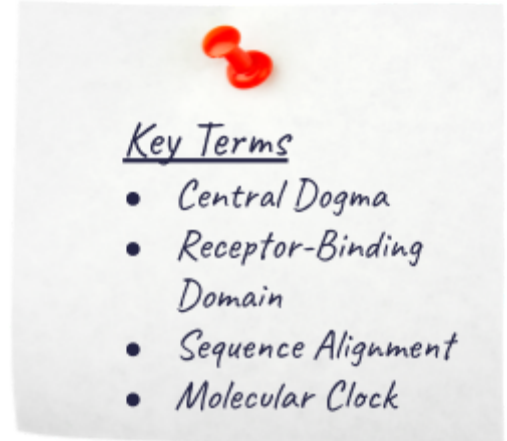 Key Terms
• Central Dogma
• Receptor-Binding
Domain
• Sequence Alignment
• Molecular Clock